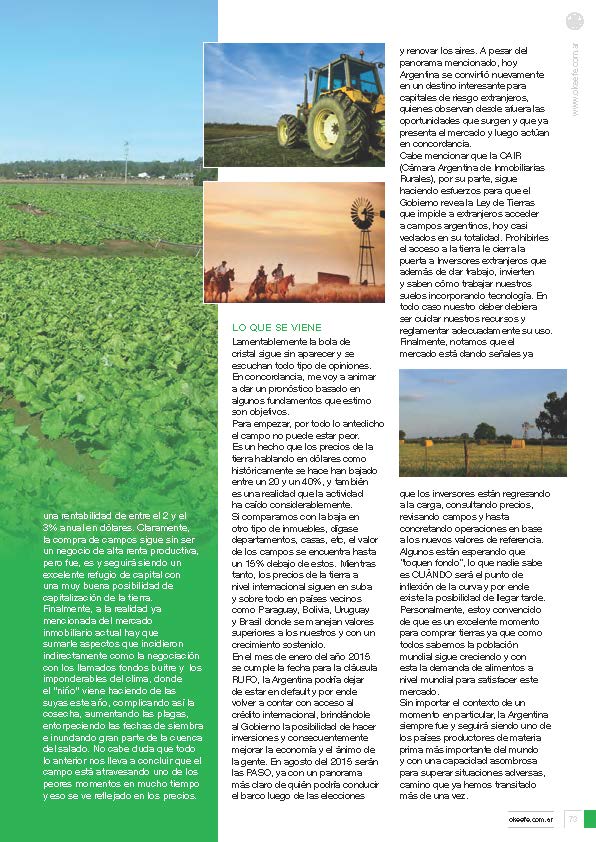 una rentabilidad de entre el 2 y el
3% anual en dólares. Claramente,
la compra de campos sigue sin ser
un negocio de alta renta productiva,
pero fue, es y seguirá siendo un
excelente refugio de capital con
una muy buena posibilidad de
capitalización de la tierra.
Finalmente, a la realidad ya
mencionada del mercado
inmobiliario actual hay que
sumarle aspectos que incidieron
indirectamente como la negociación
con los llamados fondos buitre y los
imponderables del clima, donde
el "niño" viene haciendo de las
suyas este año, complicando así la
cosecha, aumentando las plagas,
entorpeciendo las fechas de siembra
e inundando gran parte de la cuenca
del salado. No cabe duda que todo
lo anterior nos lleva a concluir que el
campo está atravesando uno de los
peores momentos en mucho tiempo
y eso se ve reflejado en los precios.
LO QUE SE VIENE
Lamentablemente la bola de
cristal sigue sin aparecer y se
escuchan todo tipo de opiniones.
En concordancia, me voy a animar
a dar un pronóstico basado en
algunos fundamentos que estimo
son objetivos.
Para empezar, por todo lo antedicho
el campo no puede estar peor.
Es un hecho que los precios de la
tierra hablando en dólares como
históricamente se hace han bajado
entre un 20 y un 40%, y también
es una realidad que la actividad
ha caído considerablemente.
Si comparamos con la baja en
otro tipo de inmuebles, dígase
departamentos, casas, etc, el valor
de los campos se encuentra hasta
un 15% debajo de estos. Mientras
tanto, los precios de la tierra a
nivel internacional siguen en suba
y sobre todo en países vecinos
como Paraguay, Bolivia, Uruguay
y Brasil donde se manejan valores
superiores a los nuestros y con un
crecimiento sostenido.
En el mes de enero del año 2015
se cumple la fecha para la cláusula
RUFO, la Argentina podría dejar
de estar en default y por ende
volver a contar con acceso al
crédito internacional, brindándole
al Gobierno la posibilidad de hacer
inversiones y consecuentemente
mejorar la economía y el ánimo de
la gente. En agosto del 2015 serán
las PASO, ya con un panorama
más claro de quién podría conducir
el barco luego de las elecciones
y renovar los aires. A pesar del
panorama mencionado, hoy
Argentina se convirtió nuevamente
en un destino interesante para
capitales de riesgo extranjeros,
quienes observan desde afuera las
oportunidades que surgen y que ya
presenta el mercado y luego actúan
en concordancia.
Cabe mencionar que la CAIR
(Cámara Argentina de Inmobiliarias
Rurales), por su parte, sigue
haciendo esfuerzos para que el
Gobierno revea la Ley de Tierras
que impide a extranjeros acceder
a campos argentinos, hoy casi
vedados en su totalidad. Prohibirles
el acceso a la tierra le cierra la
puerta a Inversores extranjeros que
además de dar trabajo, invierten
y saben cómo trabajar nuestros
suelos incorporando tecnología. En
todo caso nuestro deber debiera
ser cuidar nuestros recursos y
reglamentar adecuadamente su uso.
Finalmente, notamos que el
mercado está dando señales ya
que los inversores están regresando
a la carga, consultando precios,
revisando campos y hasta
concretando operaciones en base
a los nuevos valores de referencia.
Algunos están esperando que
"toquen fondo", lo que nadie sabe
es CUÁNDO será el punto de
inflexión de la curva y por ende
existe la posibilidad de llegar tarde.
Personalmente, estoy convencido
de que es un excelente momento
para comprar tierras ya que como
todos sabemos la población
mundial sigue creciendo y con
esta la demanda de alimentos a
nivel mundial para satisfacer este
mercado.
Sin importar el contexto de un
momento en particular, la Argentina
siempre fue y seguirá siendo uno de
los países productores de materia
prima más importante del mundo
y con una capacidad asombrosa
para superar situaciones adversas,
camino que ya hemos transitado
más de una vez.
www.okeefe.com.ar
okeefe.com.ar
73